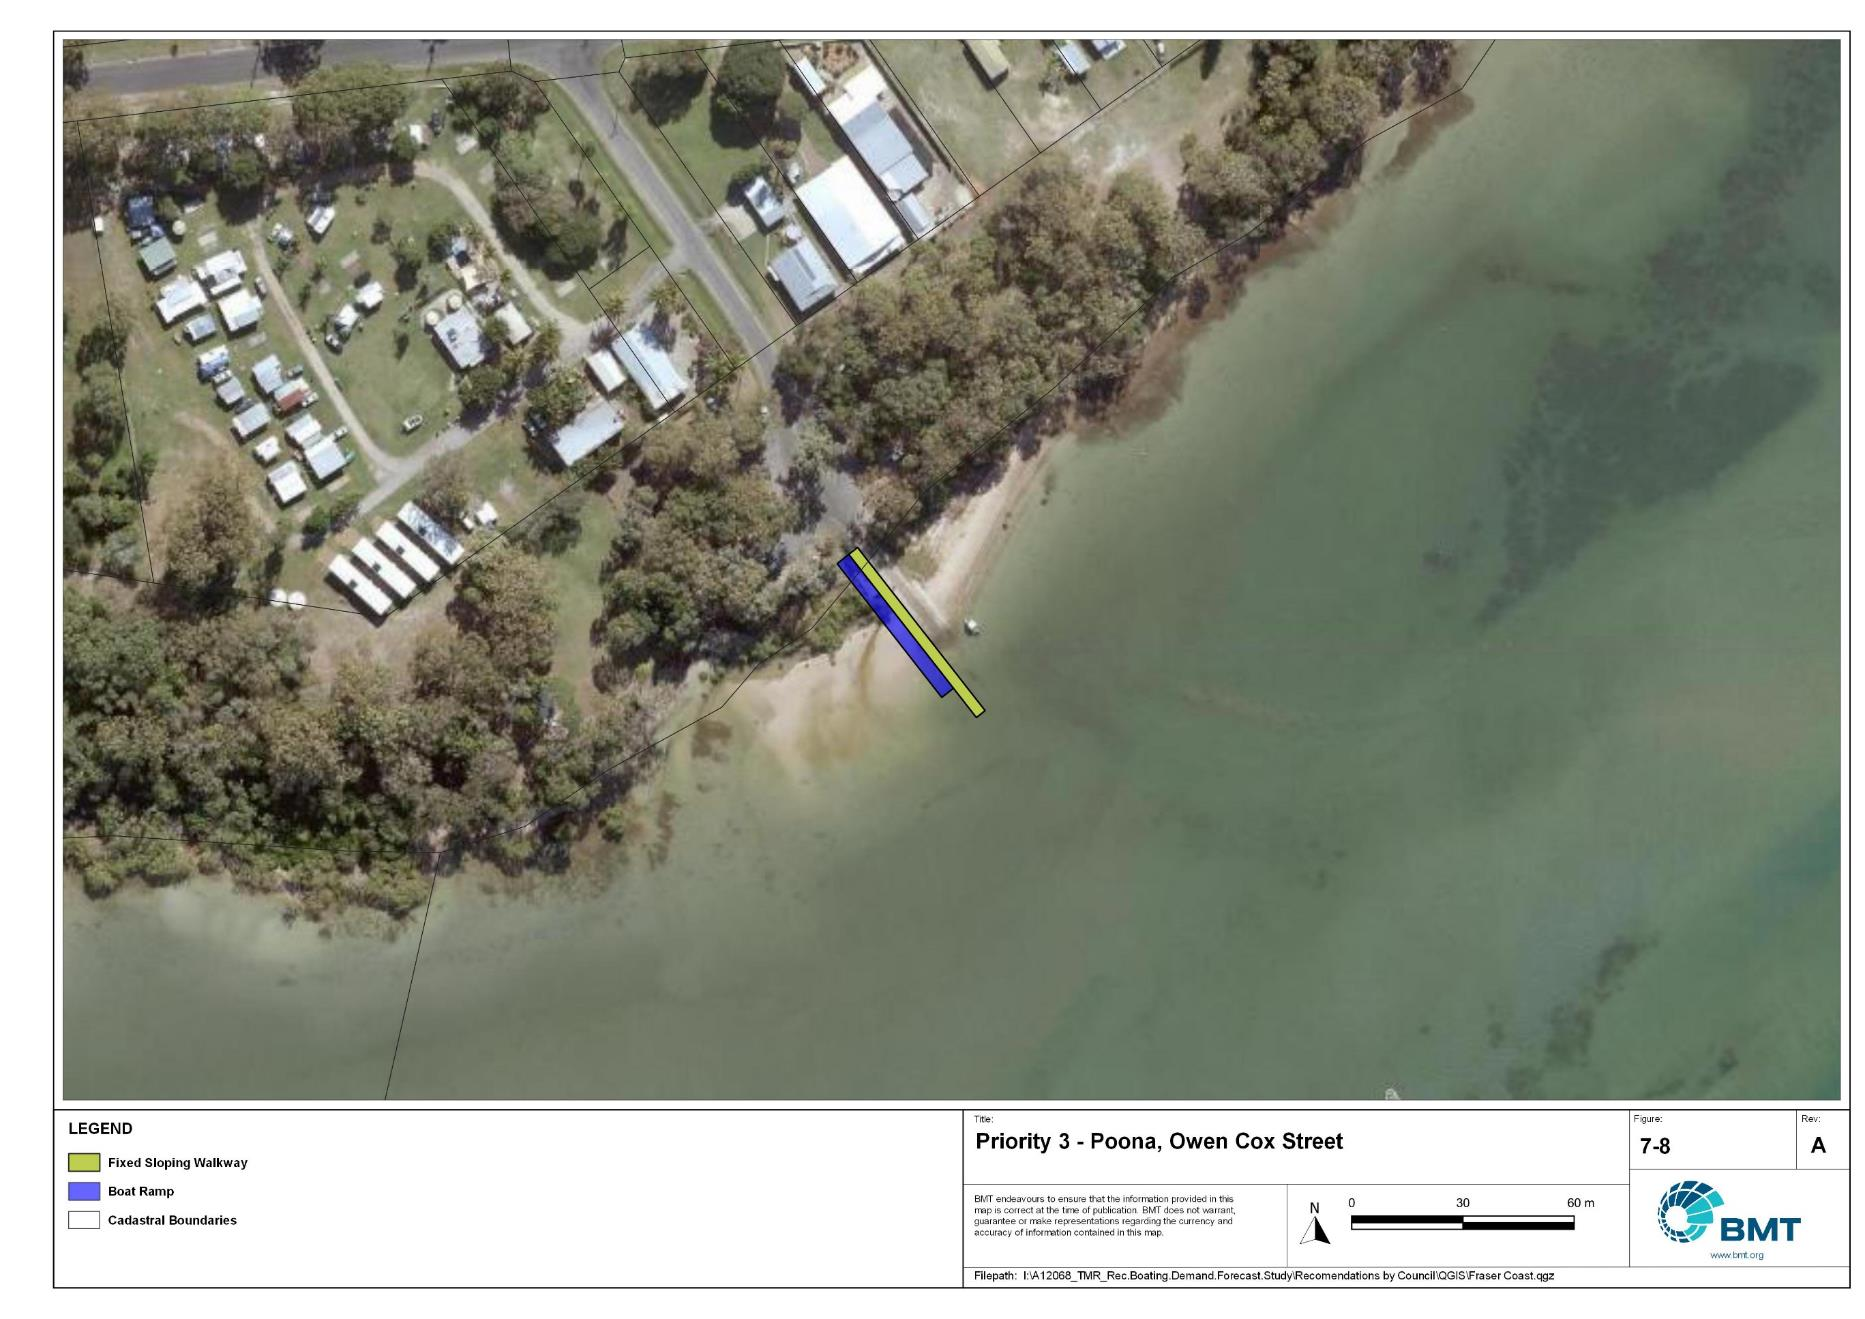 LEGEND
Fixed Sloping Walkway
Boat Ramp
Cadastral Boundaries
Title:
Priority 3 - Poona, Owen Cox Street
Figure:
7-8
Rev:
A
BMT endeavours to ensure that the information provided in this
map is correct at the time of publication. BMT does not warrant,
guarantee or make representations regarding the currency and
accuracy of information contained in this map.
N
0 30 60 m
BMT
www.bmt.org
Filepath: I:\A12068_TMR_Rec.Boating.Demand.Forecast.Study\Recomendations by Council\QGIS\Fraser Coast.qgz